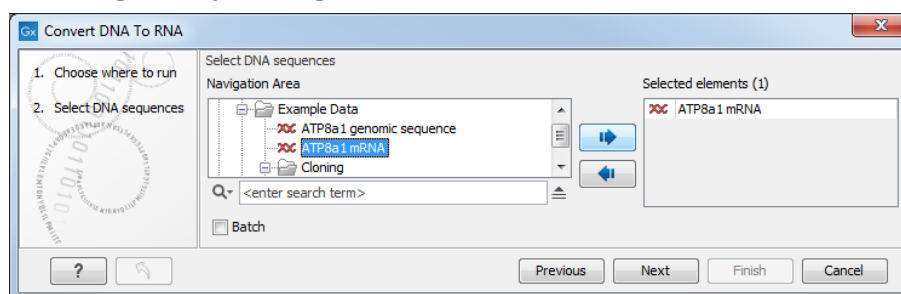 Gx Convert DNA To RNA
1. Choose where to run
2. Select DNA sequences
Select DNA sequences
Navigation Area
Example Data
ATP8a1 genomic sequence
ATP8a1 mRNA
Cloning
<enter search term>
Batch
Selected elements (1)
ATP8a1 mRNA
?
Previous
Next
Finish
Cancel